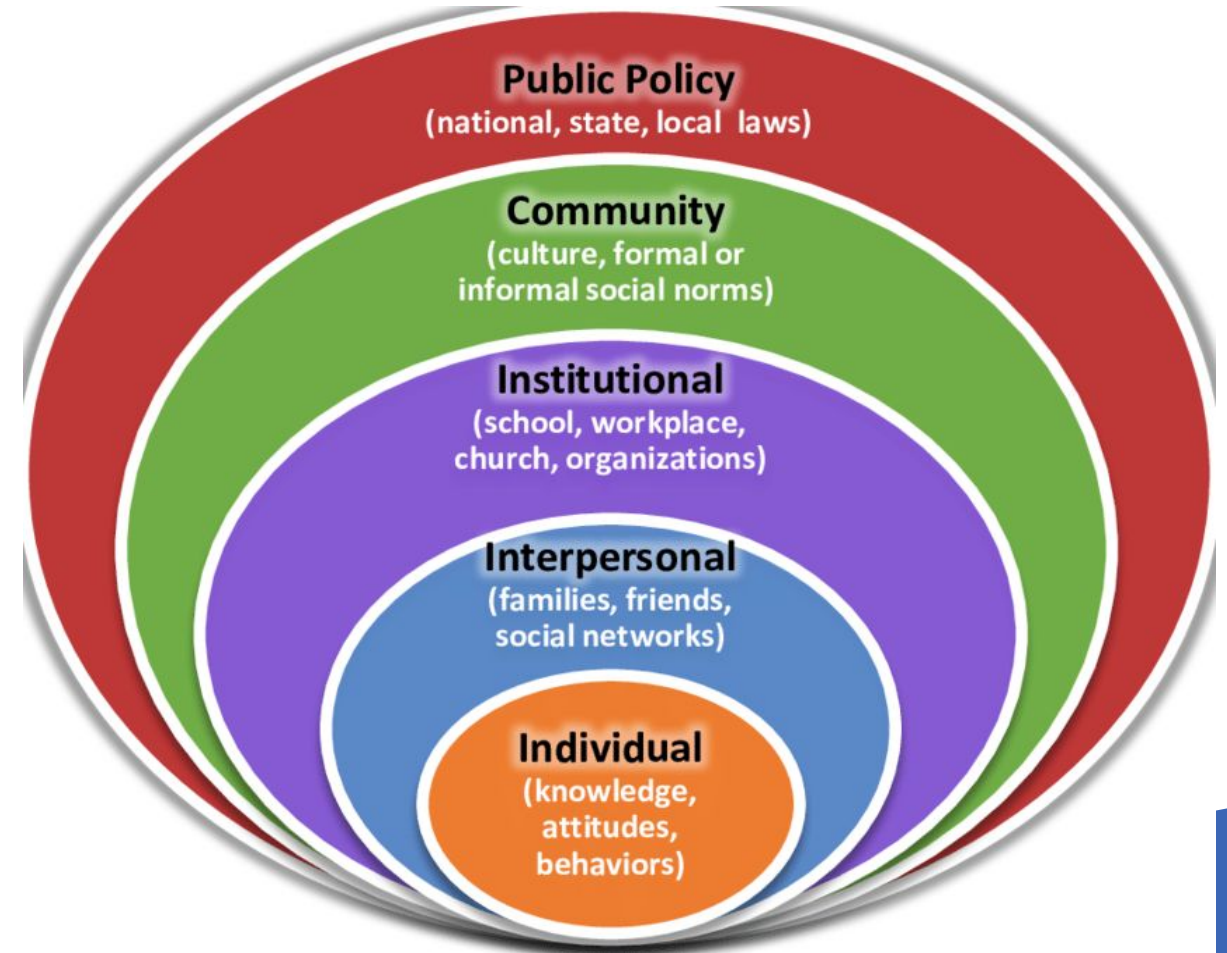 Public Policy
(national, state, local laws)
Community
(culture, formal or
informal social norms)
Institutional
(school, workplace,
church, organizations)
Interpersonal
(families, friends,
social networks)
Individual
(knowledge,
attitudes,
behaviors)